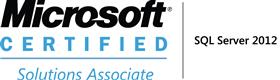 Microsoft
CERTIFIED
Solutions Associate
SQL Server 2012